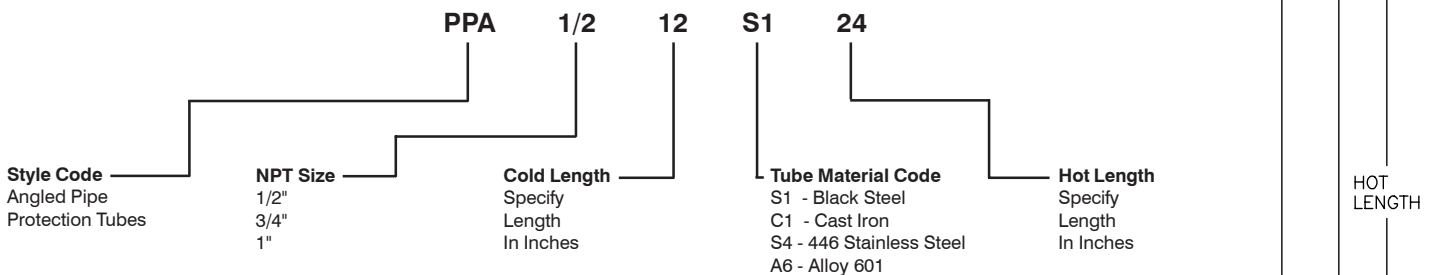 PPA 1/2 12 S1 24
Style Code
Angled Pipe
Protection Tubes
NPT Size
1/2"
3/4"
1"
Cold Length
Specify
Length
In Inches
Tube Material Code
S1 - Black Steel
C1 - Cast Iron
S4 - 446 Stainless Steel
A6 - Alloy 601
Hot Length
Specify
Length
In Inches
HOT
LENGTH